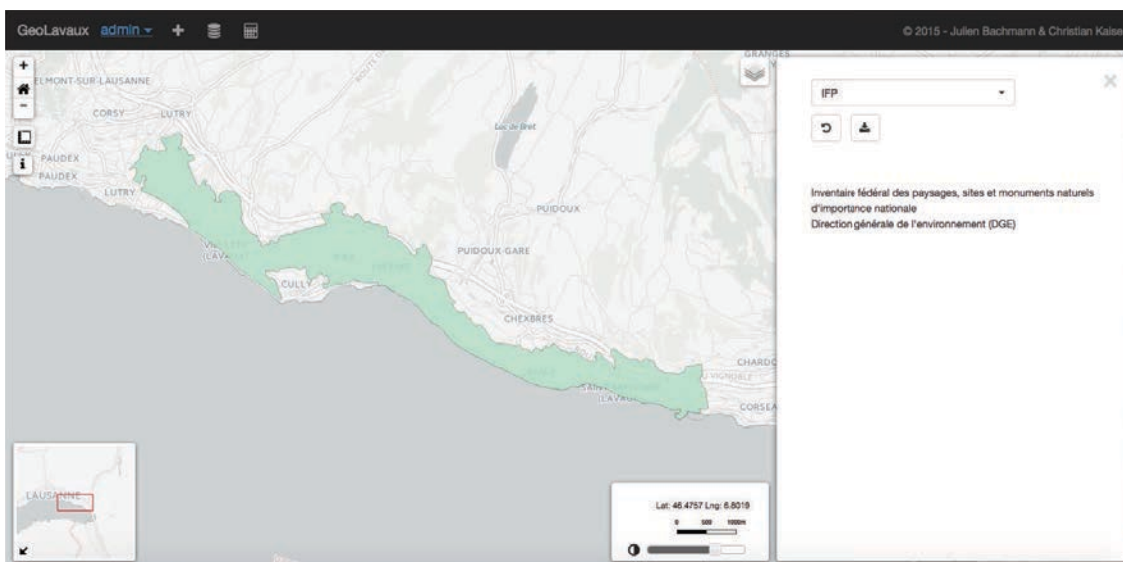 GeoLavaux admin
© 2015 - Julien Bachmann & Christian Kaise
GRANGES
ELMONT-SUR-LAUSANNE
CORSY
LUTRY
PAUDEX
PAUDEX
LUTRY
Lac de Bret
PUIDOUX
PUIDOUX-GARE
CULLY
CHEXBRES
CHARDO
CORSEA
LAUSANNE
Lat: 46.4757 Lng: 6.8019
0 500 1000m
IFP
Inventaire fédéral des paysages, sites et monuments naturels
d'importance nationale
Direction générale de l'environnement (DGE)